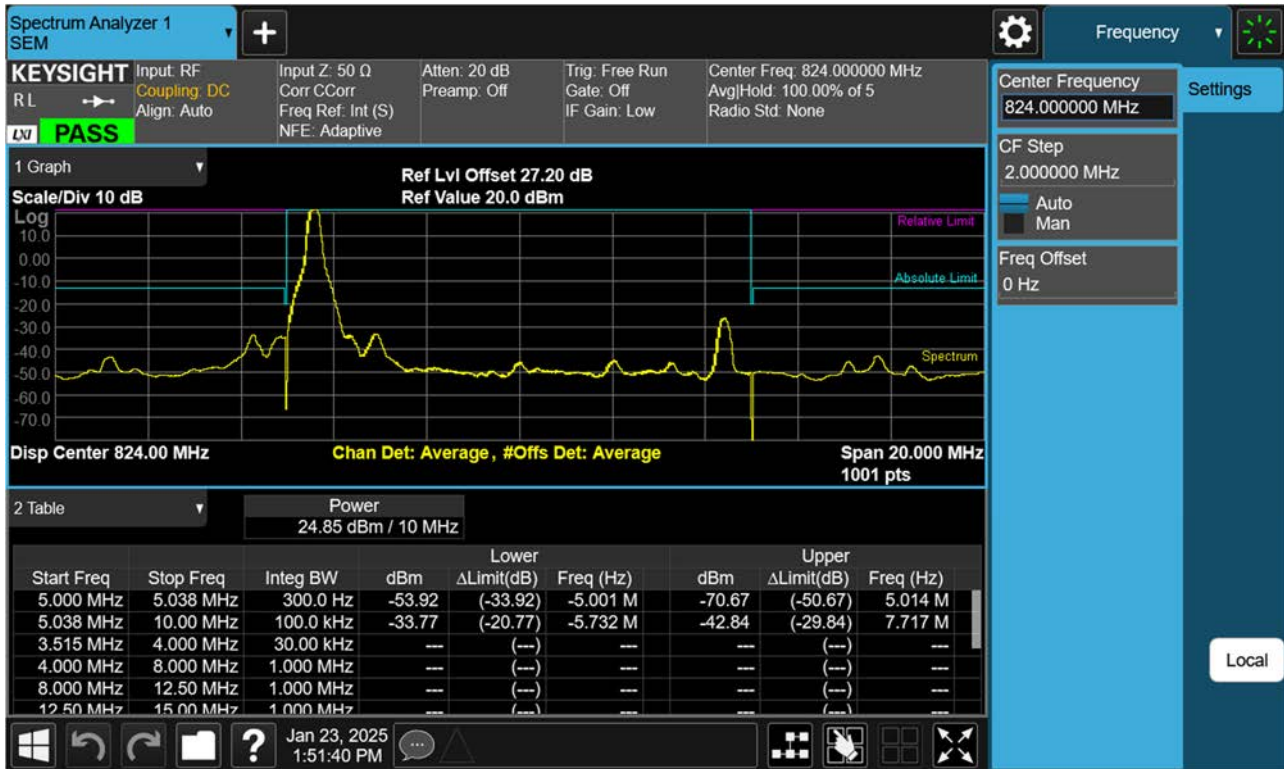 Spectrum Analyzer 1
SEM
Frequency
KEYSIGHT
R L
LXI PASS
Input: RF
Coupling: DC
Align: Auto
Input Z: 50 Ω
Corr CCorr
Freq Ref: Int (S)
NFE: Adaptive
Atten: 20 dB
Preamp: Off
Trig: Free Run
Gate: Off
IF Gain: Low
Center Freq: 824.000000 MHz
Avg|Hold: 100.00% of 5
Radio Std: None
Center Frequency
824.000000 MHz
Settings
CF Step
2.000000 MHz
Auto
Man
Freq Offset
0 Hz
1 Graph
Ref Lvl Offset 27.20 dB
Scale/Div 10 dB
Ref Value 20.0 dBm
Log
Relative Limit
10.0
0.00
-10.0
Absolute Limit
-20.0
-30.0
-40.0
Spectrum
-50.0
-60.0
-70.0
Disp Center 824.00 MHz
Chan Det: Average , #Offs Det: Average
Span 20.000 MHz
1001 pts
2 Table
Power
24.85 dBm / 10 MHz
Lower Upper
Start Freq Stop Freq Integ BW dBm ΔLimit(dB) Freq (Hz) dBm ΔLimit(dB) Freq (Hz)
5.000 MHz 5.038 MHz 300.0 Hz -53.92 (-33.92) -5.001 M -70.67 (-50.67) 5.014 M
5.038 MHz 10.00 MHz 100.0 kHz -33.77 (-20.77) -5.732 M -42.84 (-29.84) 7.717 M
3.515 MHz 4.000 MHz 30.00 kHz --- (---) --- --- (---) ---
4.000 MHz 8.000 MHz 1.000 MHz --- (---) --- --- (---) ---
8.000 MHz 12.50 MHz 1.000 MHz --- (---) --- --- (---) ---
12.50 MHz 15.00 MHz 1.000 MHz --- (---) --- --- (---) ---
Local
?
Jan 23, 2025
1:51:40 PM